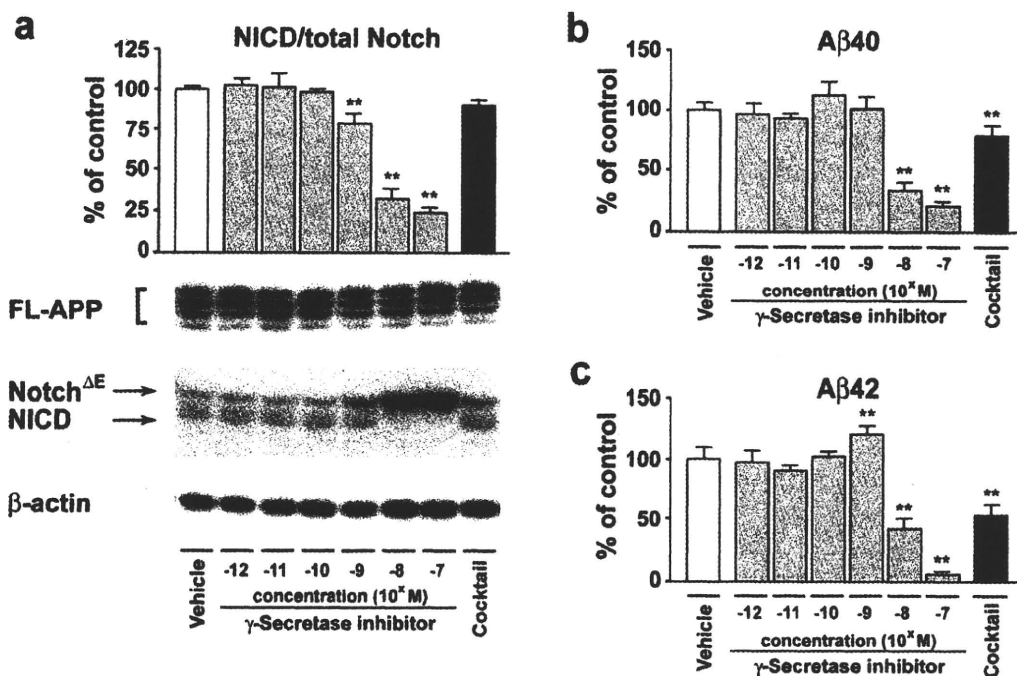 a
NICD/total Notch
% of control
125
100
75
50
25
0
** ** **
FL-APP
Notch^ΔE
NICD
β-actin
Vehicle
-12 -11 -10 -9 -8 -7
concentration (10^x M)
γ-Secretase inhibitor
Cocktail
b
Aβ40
% of control
150
100
50
0
** ** **
Vehicle
-12 -11 -10 -9 -8 -7
concentration (10^x M)
γ-Secretase inhibitor
Cocktail
c
Aβ42
% of control
150
100
50
0
** ** ** **
Vehicle
-12 -11 -10 -9 -8 -7
concentration (10^x M)
γ-Secretase inhibitor
Cocktail